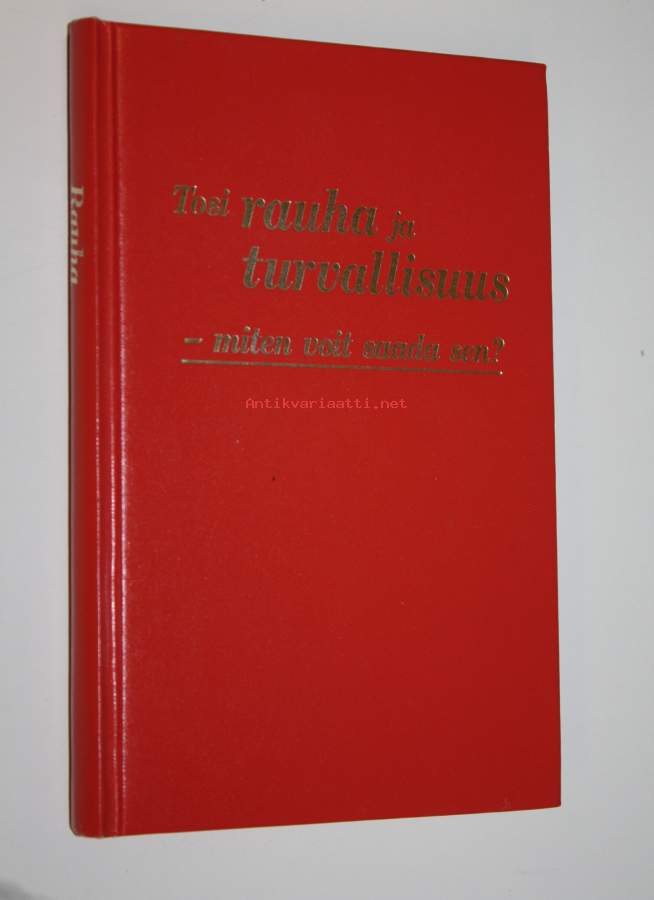 Tosi rauha ja
turvallisuus
– miten voit saada sen?
Antikvariaatti.net
Rauha